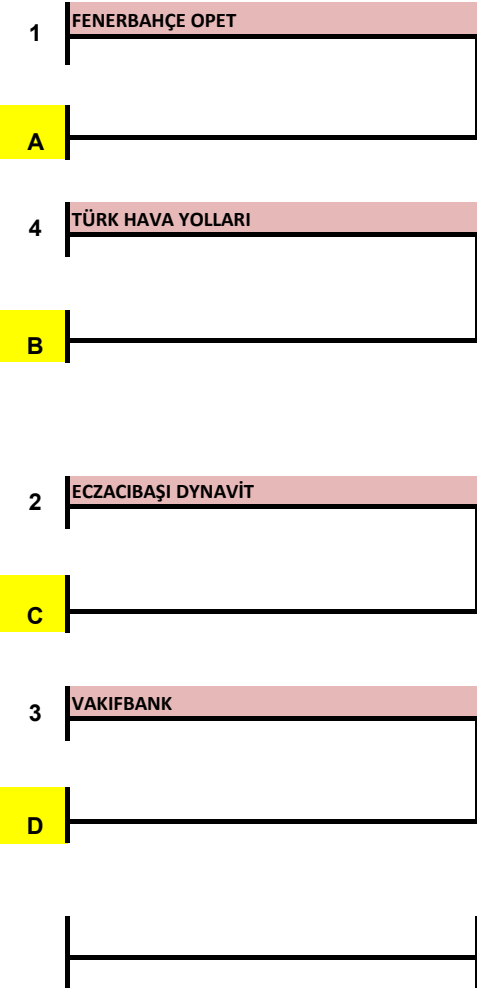 1 FENERBAHÇE OPET
A
4 TÜRK HAVA YOLLARI
B
2 ECZACIBAŞI DYNAVİT
C
3 VAKIFBANK
D